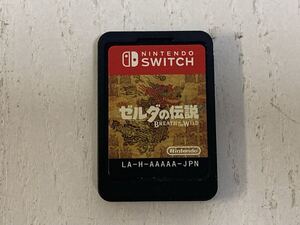 NINTENDO
SWITCH
ゼルダの伝説
BREATH OF THE WILD
Nintendo
LA-H-AAAAA-JPN